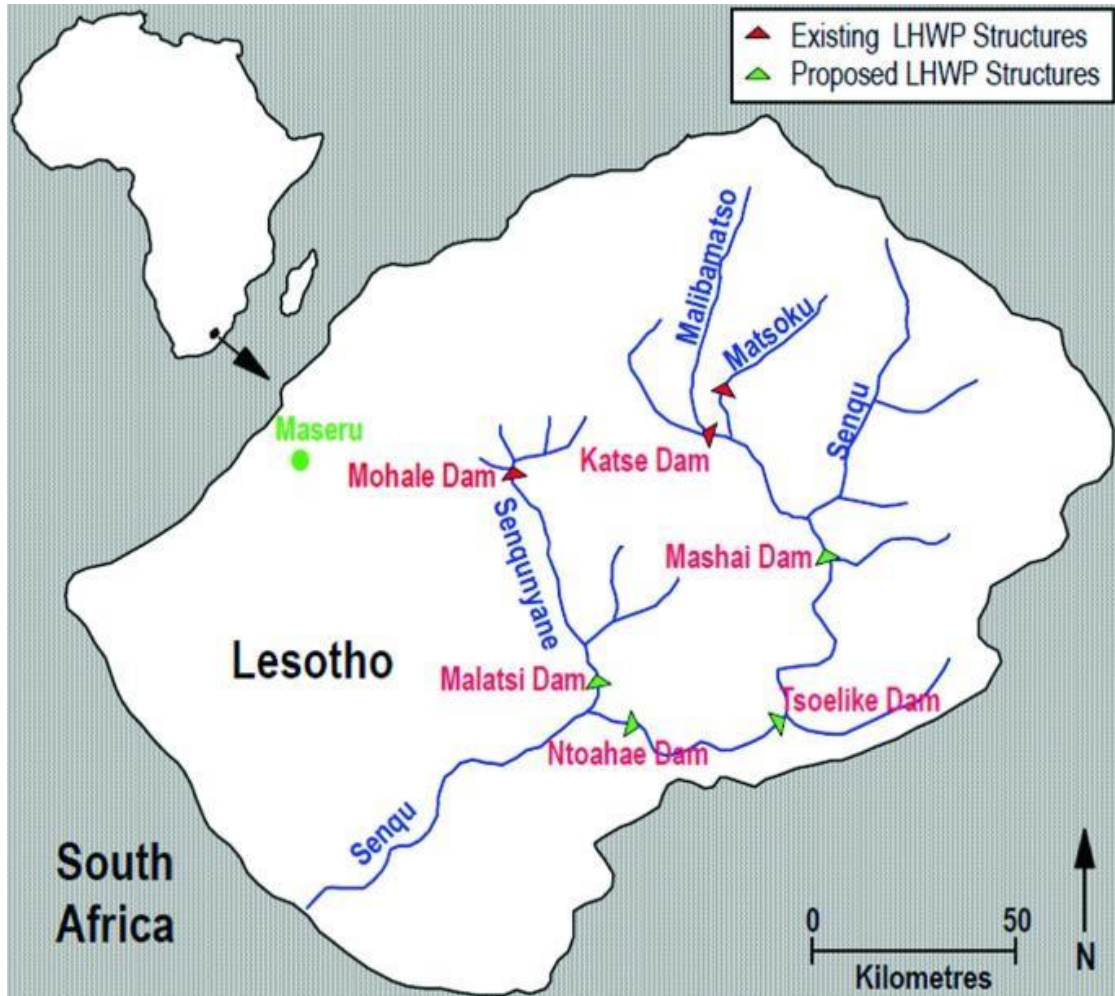 Existing LHWP Structures
Proposed LHWP Structures
Malibamatso
Matsoku
Senqu
Maseru
Mohale Dam
Katse Dam
Senqunyane
Mashai Dam
Lesotho
Malatsi Dam
Tsoelike Dam
Ntoahae Dam
Senqu
South
Africa
0
50
Kilometres
N